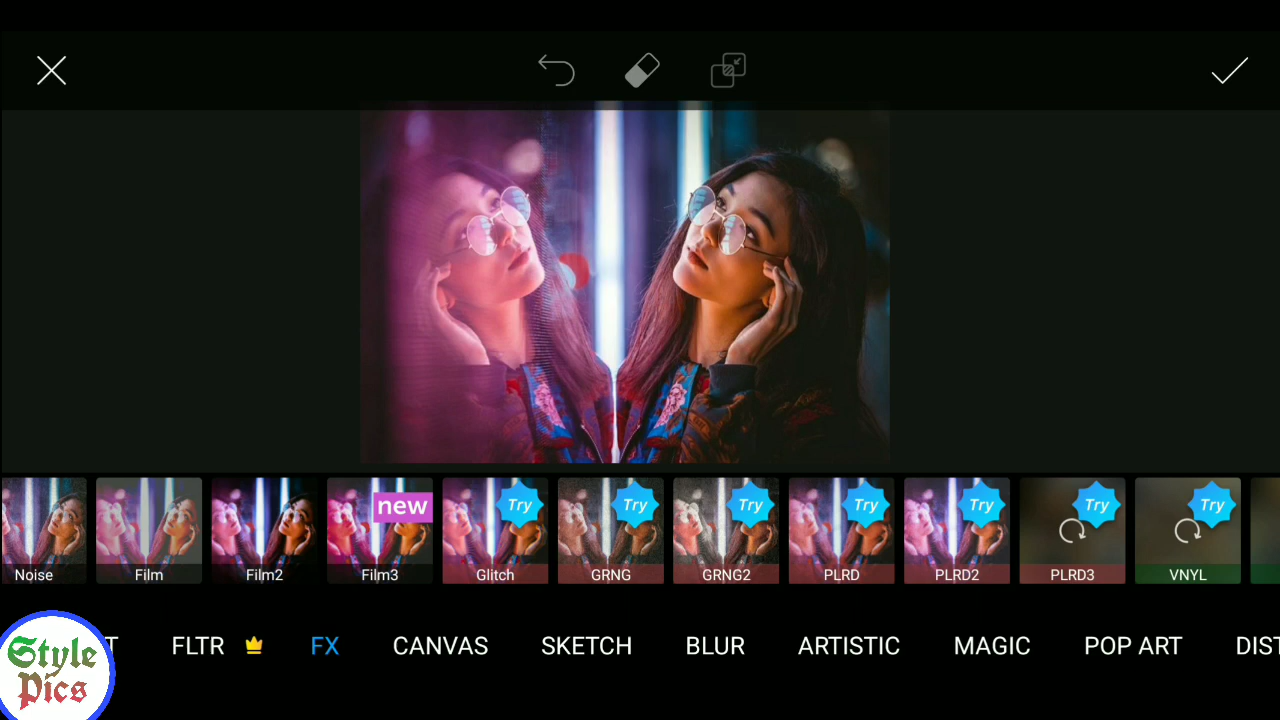 new
Try Try Try Try Try Try Try
Noise Film Film2 Film3 Glitch GRNG GRNG2 PLRD PLRD2 PLRD3 VNYL
T FLTR FX CANVAS SKETCH BLUR ARTISTIC MAGIC POP ART DIST
Style
Pics